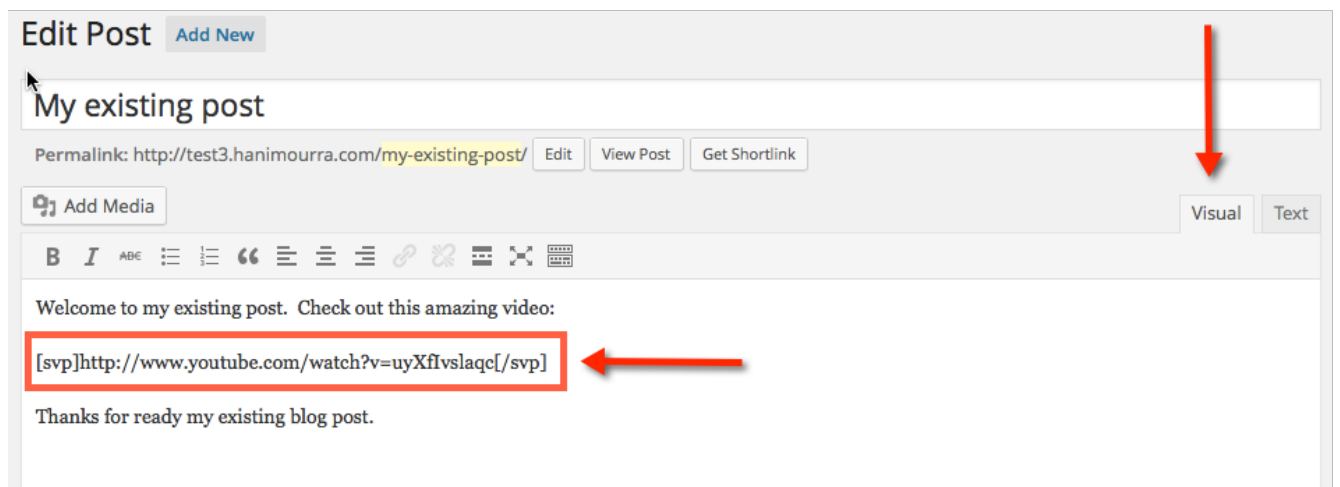 Edit Post Add New
My existing post
Permalink: http://test3.hanimourra.com/my-existing-post/ Edit View Post Get Shortlink
Add Media
Visual Text
B I ABC
Welcome to my existing post. Check out this amazing video:
[svp]http://www.youtube.com/watch?v=uyXfIvslaqc[/svp]
Thanks for ready my existing blog post.